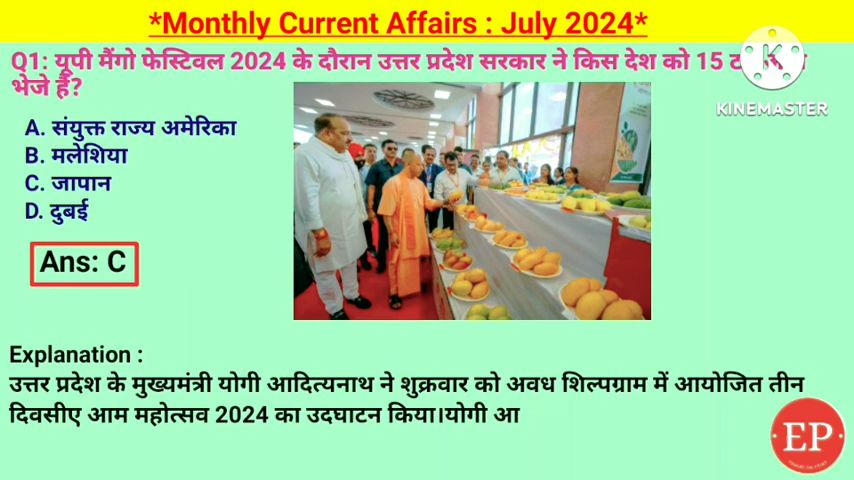 *Monthly Current Affairs : July 2024*
Q1: यूपी मैंगो फेस्टिवल 2024 के दौरान उत्तर प्रदेश सरकार ने किस देश को 15
भेजे हैं?
K
KINEMASTER
A. संयुक्त राज्य अमेरिका
B. मलेशिया
C. जापान
D. दुबई
Ans: C
Explanation :
उत्तर प्रदेश के मुख्यमंत्री योगी आदित्यनाथ ने शुक्रवार को अवध शिल्पग्राम में आयोजित तीन
दिवसीए आम महोत्सव 2024 का उदघाटन किया।योगी आ
EP